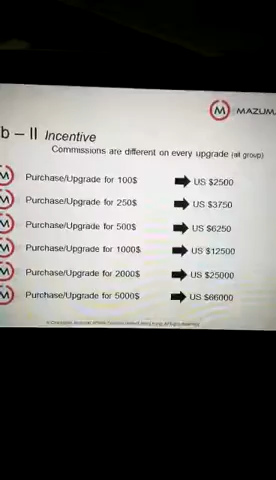 MAZUMA
b – II Incentive
Commissions are different on every upgrade (all group)
Purchase/Upgrade for 100$ US $2500
Purchase/Upgrade for 250$ US $3750
Purchase/Upgrade for 500$ US $6250
Purchase/Upgrade for 1000$ US $12500
Purchase/Upgrade for 2000$ US $25000
Purchase/Upgrade for 5000$ US $66000